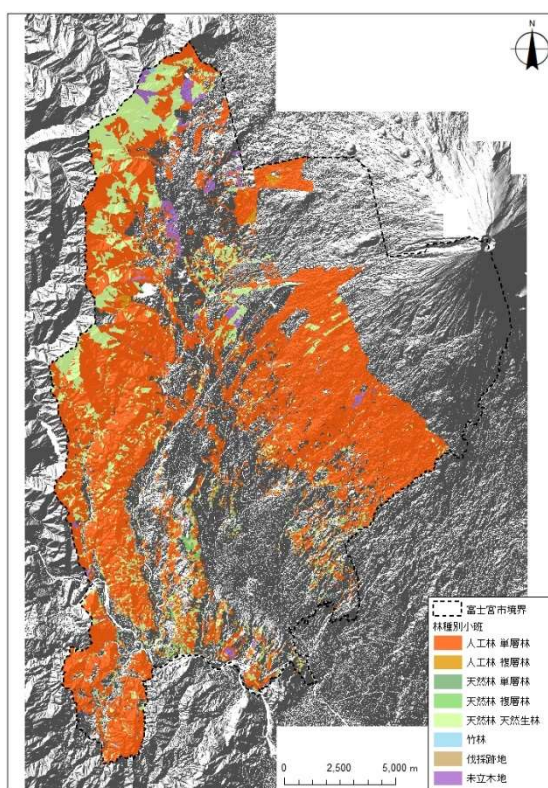 N
富士宮市境界
林種別小班
人工林 単層林
人工林 複層林
天然林 単層林
天然林 複層林
天然林 天然生林
竹林
伐採跡地
未立木地
0 2,500 5,000 m